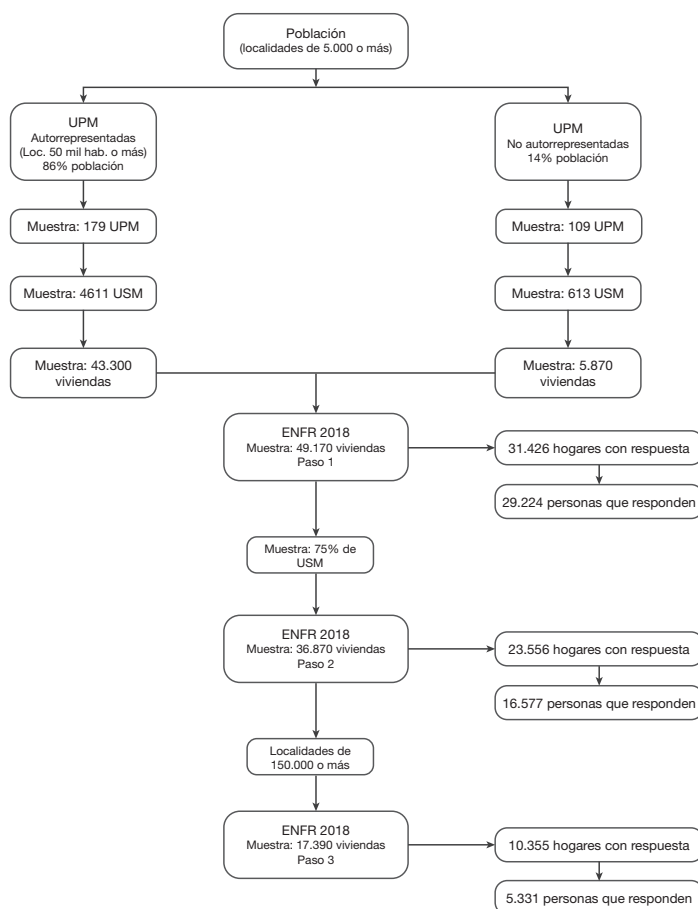 Población
(localidades de 5.000 o más)
UPM
Autorrepresentadas
(Loc. 50 mil hab. o más)
86% población
UPM
No autorrepresentadas
14% población
Muestra: 179 UPM
Muestra: 109 UPM
Muestra: 4611 USM
Muestra: 613 USM
Muestra: 43.300
viviendas
Muestra: 5.870
viviendas
ENFR 2018
Muestra: 49.170 viviendas
Paso 1
31.426 hogares con respuesta
29.224 personas que responden
Muestra: 75% de
USM
ENFR 2018
Muestra: 36.870 viviendas
Paso 2
23.556 hogares con respuesta
16.577 personas que responden
Localidades de
150.000 o más
ENFR 2018
Muestra: 17.390 viviendas
Paso 3
10.355 hogares con respuesta
5.331 personas que responden